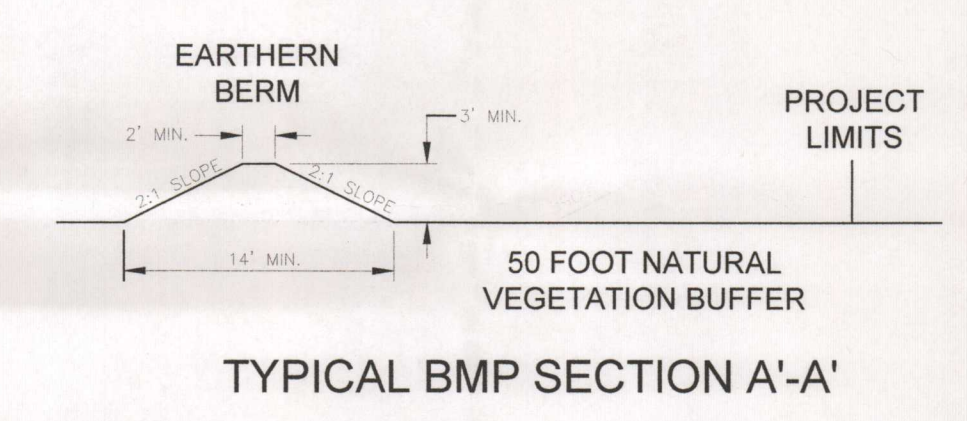 EARTHERN
BERM
2' MIN.
3' MIN.
2:1 SLOPE
2:1 SLOPE
14' MIN.
PROJECT
LIMITS
50 FOOT NATURAL
VEGETATION BUFFER
TYPICAL BMP SECTION A'-A'